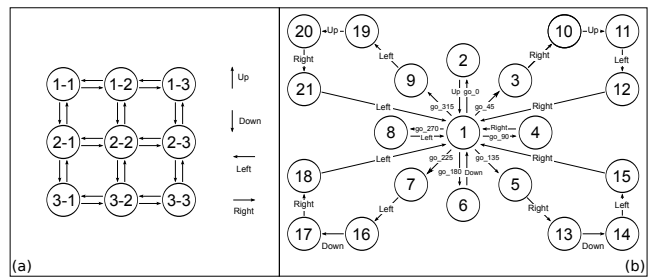 1-1 1-2 1-3
2-1 2-2 2-3
3-1 3-2 3-3
Up
Down
Left
Right
(a)
20 Up 19 10 Up 11
Right Left 2 Right Left
21 9 3 12
Left go_315 Up go_0 go_45 Right
8 go_270 Left 1 Right go_90 4
Left go_225 go_180 Down go_135 Right
18 7 6 5 15
Right Left Right Left
17 Down 16 13 Down 14
(b)